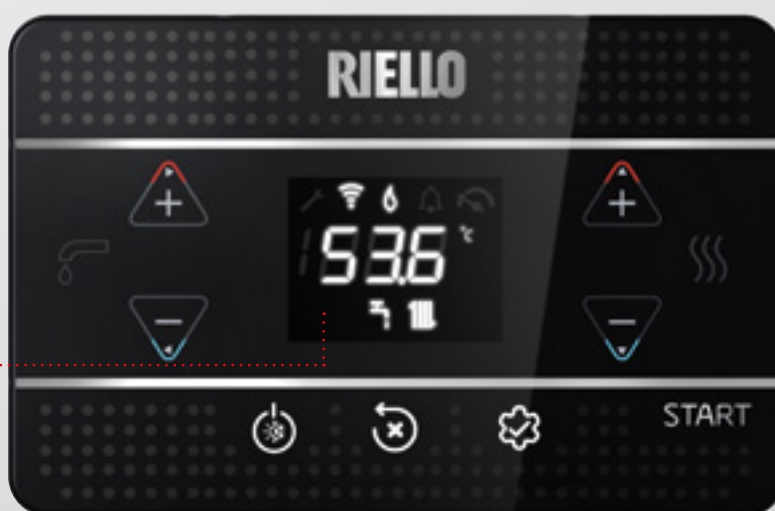 RIELLO
+ +
53.6 °C
- -
START